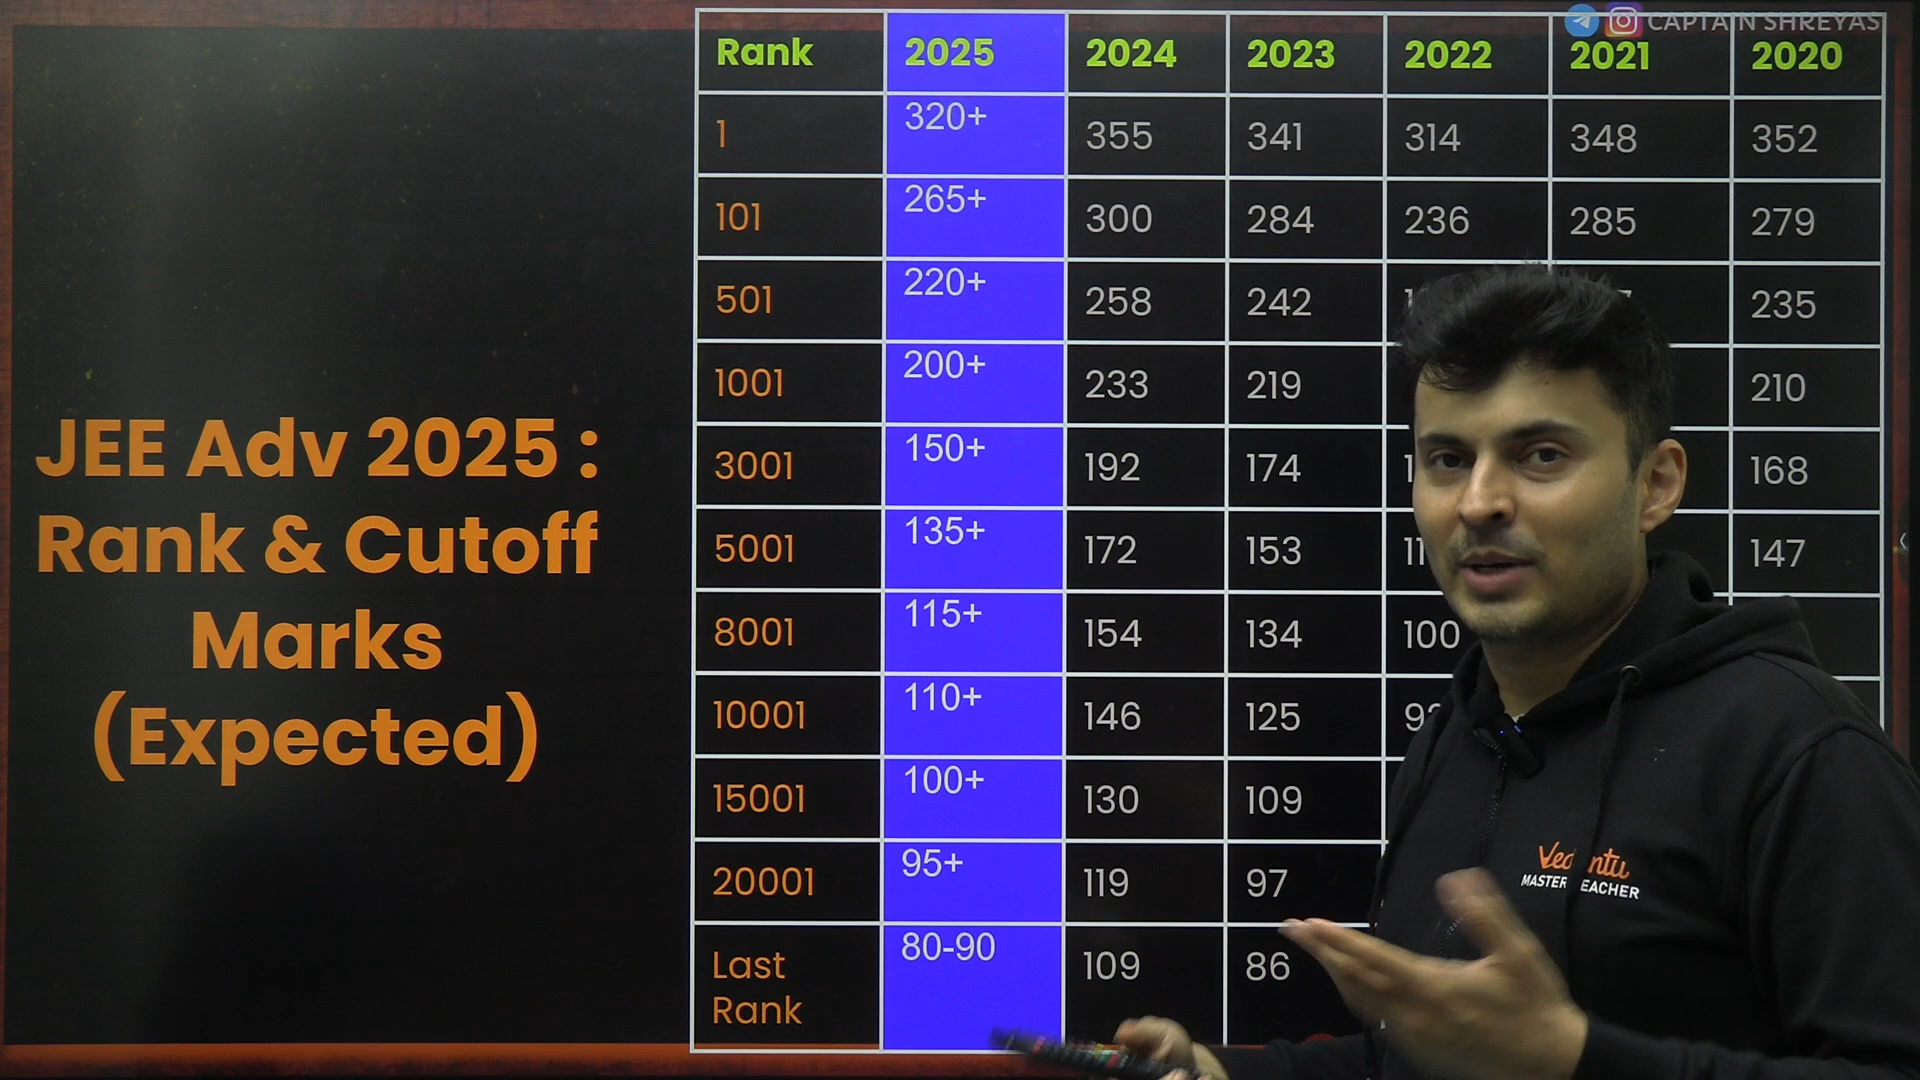 CAPTAIN SHREYAS
Rank 2025 2024 2023 2022 2021 2020
1 320+ 355 341 314 348 352
101 265+ 300 284 236 285 279
501 220+ 258 242 235
1001 200+ 233 219 210
3001 150+ 192 174 168
5001 135+ 172 153 147
8001 115+ 154 134 100
10001 110+ 146 125
15001 100+ 130 109
20001 95+ 119 97
Last 80-90 109 86
Rank
JEE Adv 2025 :
Rank & Cutoff
Marks
(Expected)
MASTER